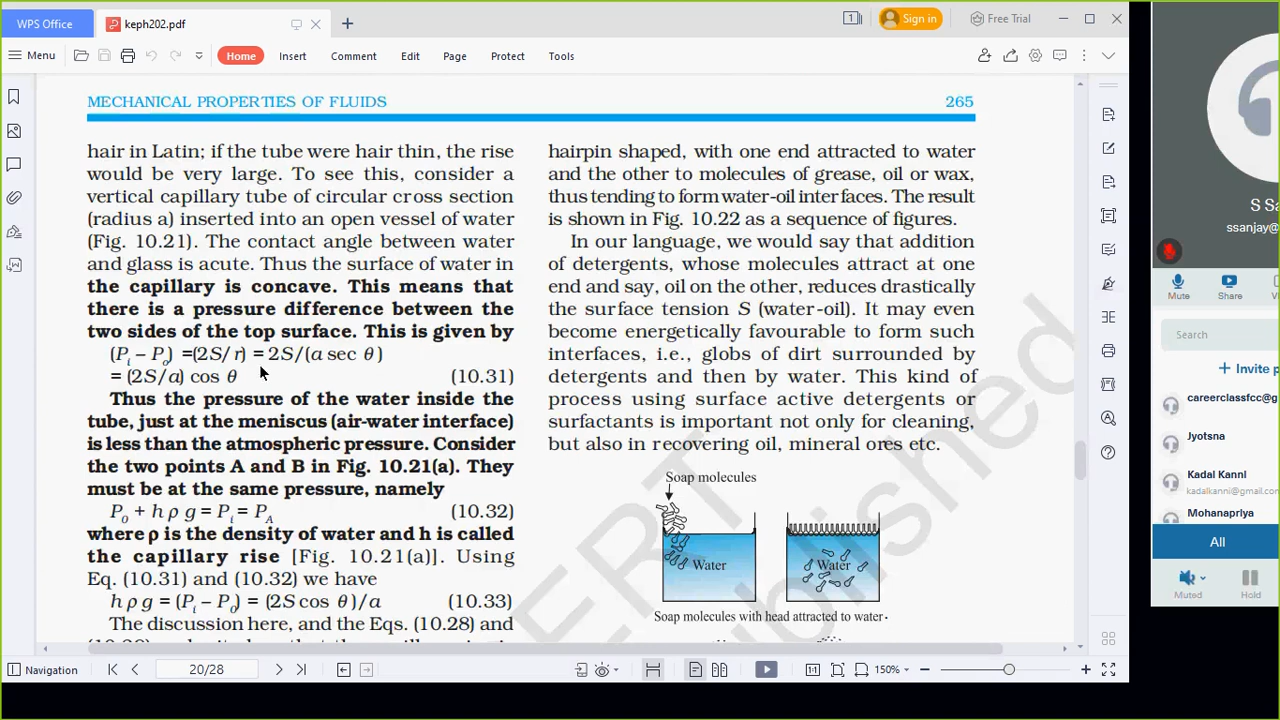 WPS Office
keph202.pdf
1
Sign in
Free Trial
Menu
Home
Insert
Comment
Edit
Page
Protect
Tools
MECHANICAL PROPERTIES OF FLUIDS
265
hair in Latin; if the tube were hair thin, the rise
would be very large. To see this, consider a
vertical capillary tube of circular cross section
(radius a) inserted into an open vessel of water
(Fig. 10.21). The contact angle between water
and glass is acute. Thus the surface of water in
the capillary is concave. This means that
there is a pressure difference between the
two sides of the top surface. This is given by
(Pi – Po) =(2S/r) = 2S/(a sec θ)
= (2S/a) cos θ (10.31)
Thus the pressure of the water inside the
tube, just at the meniscus (air-water interface)
is less than the atmospheric pressure. Consider
the two points A and B in Fig. 10.21(a). They
must be at the same pressure, namely
P0 + h ρ g = Pi = PA (10.32)
where ρ is the density of water and h is called
the capillary rise [Fig. 10.21(a)]. Using
Eq. (10.31) and (10.32) we have
h ρ g = (Pi – P0) = (2S cos θ)/a (10.33)
The discussion here, and the Eqs. (10.28) and
hairpin shaped, with one end attracted to water
and the other to molecules of grease, oil or wax,
thus tending to form water-oil interfaces. The result
is shown in Fig. 10.22 as a sequence of figures.
In our language, we would say that addition
of detergents, whose molecules attract at one
end and say, oil on the other, reduces drastically
the surface tension S (water-oil). It may even
become energetically favourable to form such
interfaces, i.e., globs of dirt surrounded by
detergents and then by water. This kind of
process using surface active detergents or
surfactants is important not only for cleaning,
but also in recovering oil, mineral ores etc.
Soap molecules
Water
Water
Soap molecules with head attracted to water
Navigation
20/28
150%
S Sa
ssanjay@
Mute
Share
Search
+ Invite p
careerclassfcc@g
Jyotsna
Kadal Kanni
kadalkanni@gmail.com
Mohanapriya
All
Muted
Hold